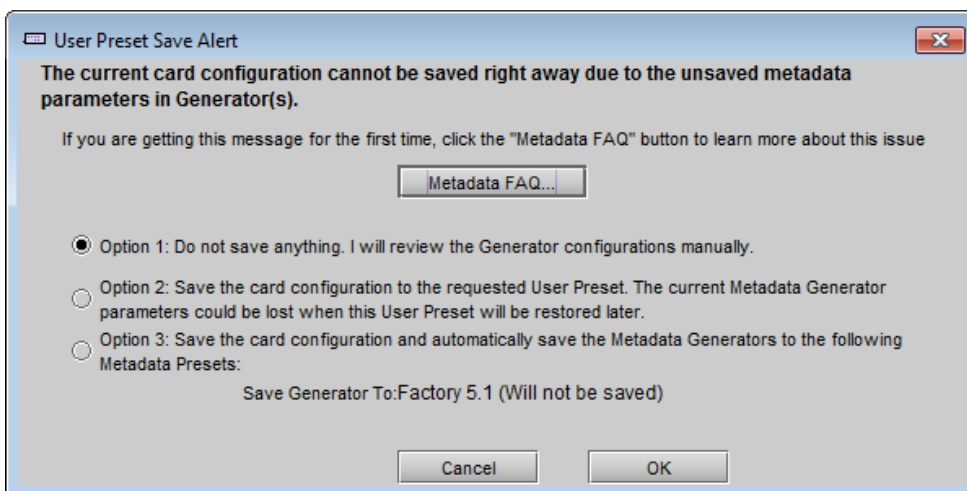 User Preset Save Alert
The current card configuration cannot be saved right away due to the unsaved metadata
parameters in Generator(s).
If you are getting this message for the first time, click the "Metadata FAQ" button to learn more about this issue
Metadata FAQ...
Option 1: Do not save anything. I will review the Generator configurations manually.
Option 2: Save the card configuration to the requested User Preset. The current Metadata Generator
parameters could be lost when this User Preset will be restored later.
Option 3: Save the card configuration and automatically save the Metadata Generators to the following
Metadata Presets:
Save Generator To:Factory 5.1 (Will not be saved)
Cancel OK